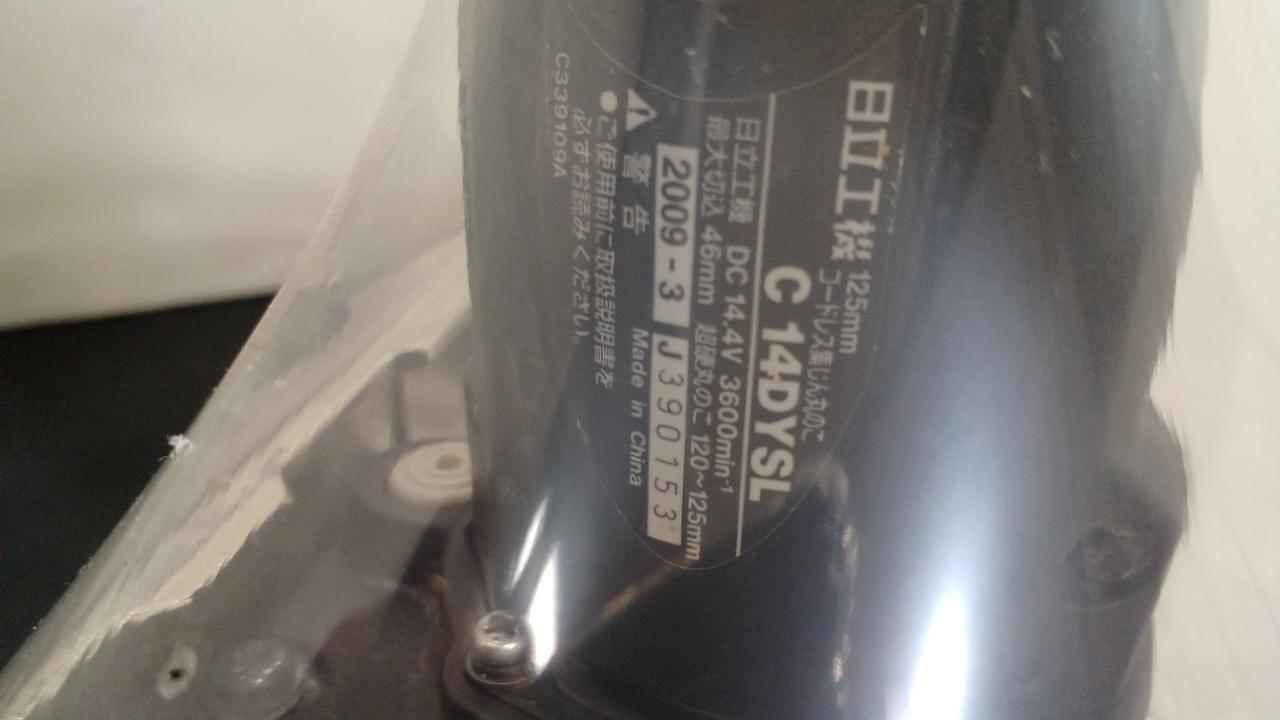 日立工機
125mm
コードレス集じん丸のこ
C 14DYSL
日立工機 DC 14.4V 3600min-1
最大切込 46mm 超硬丸のこ 120~125mm
2009-3 J390153
⚠警告 Made in China
●ご使用前に取扱説明書を
必ずお読みください。
C339109A